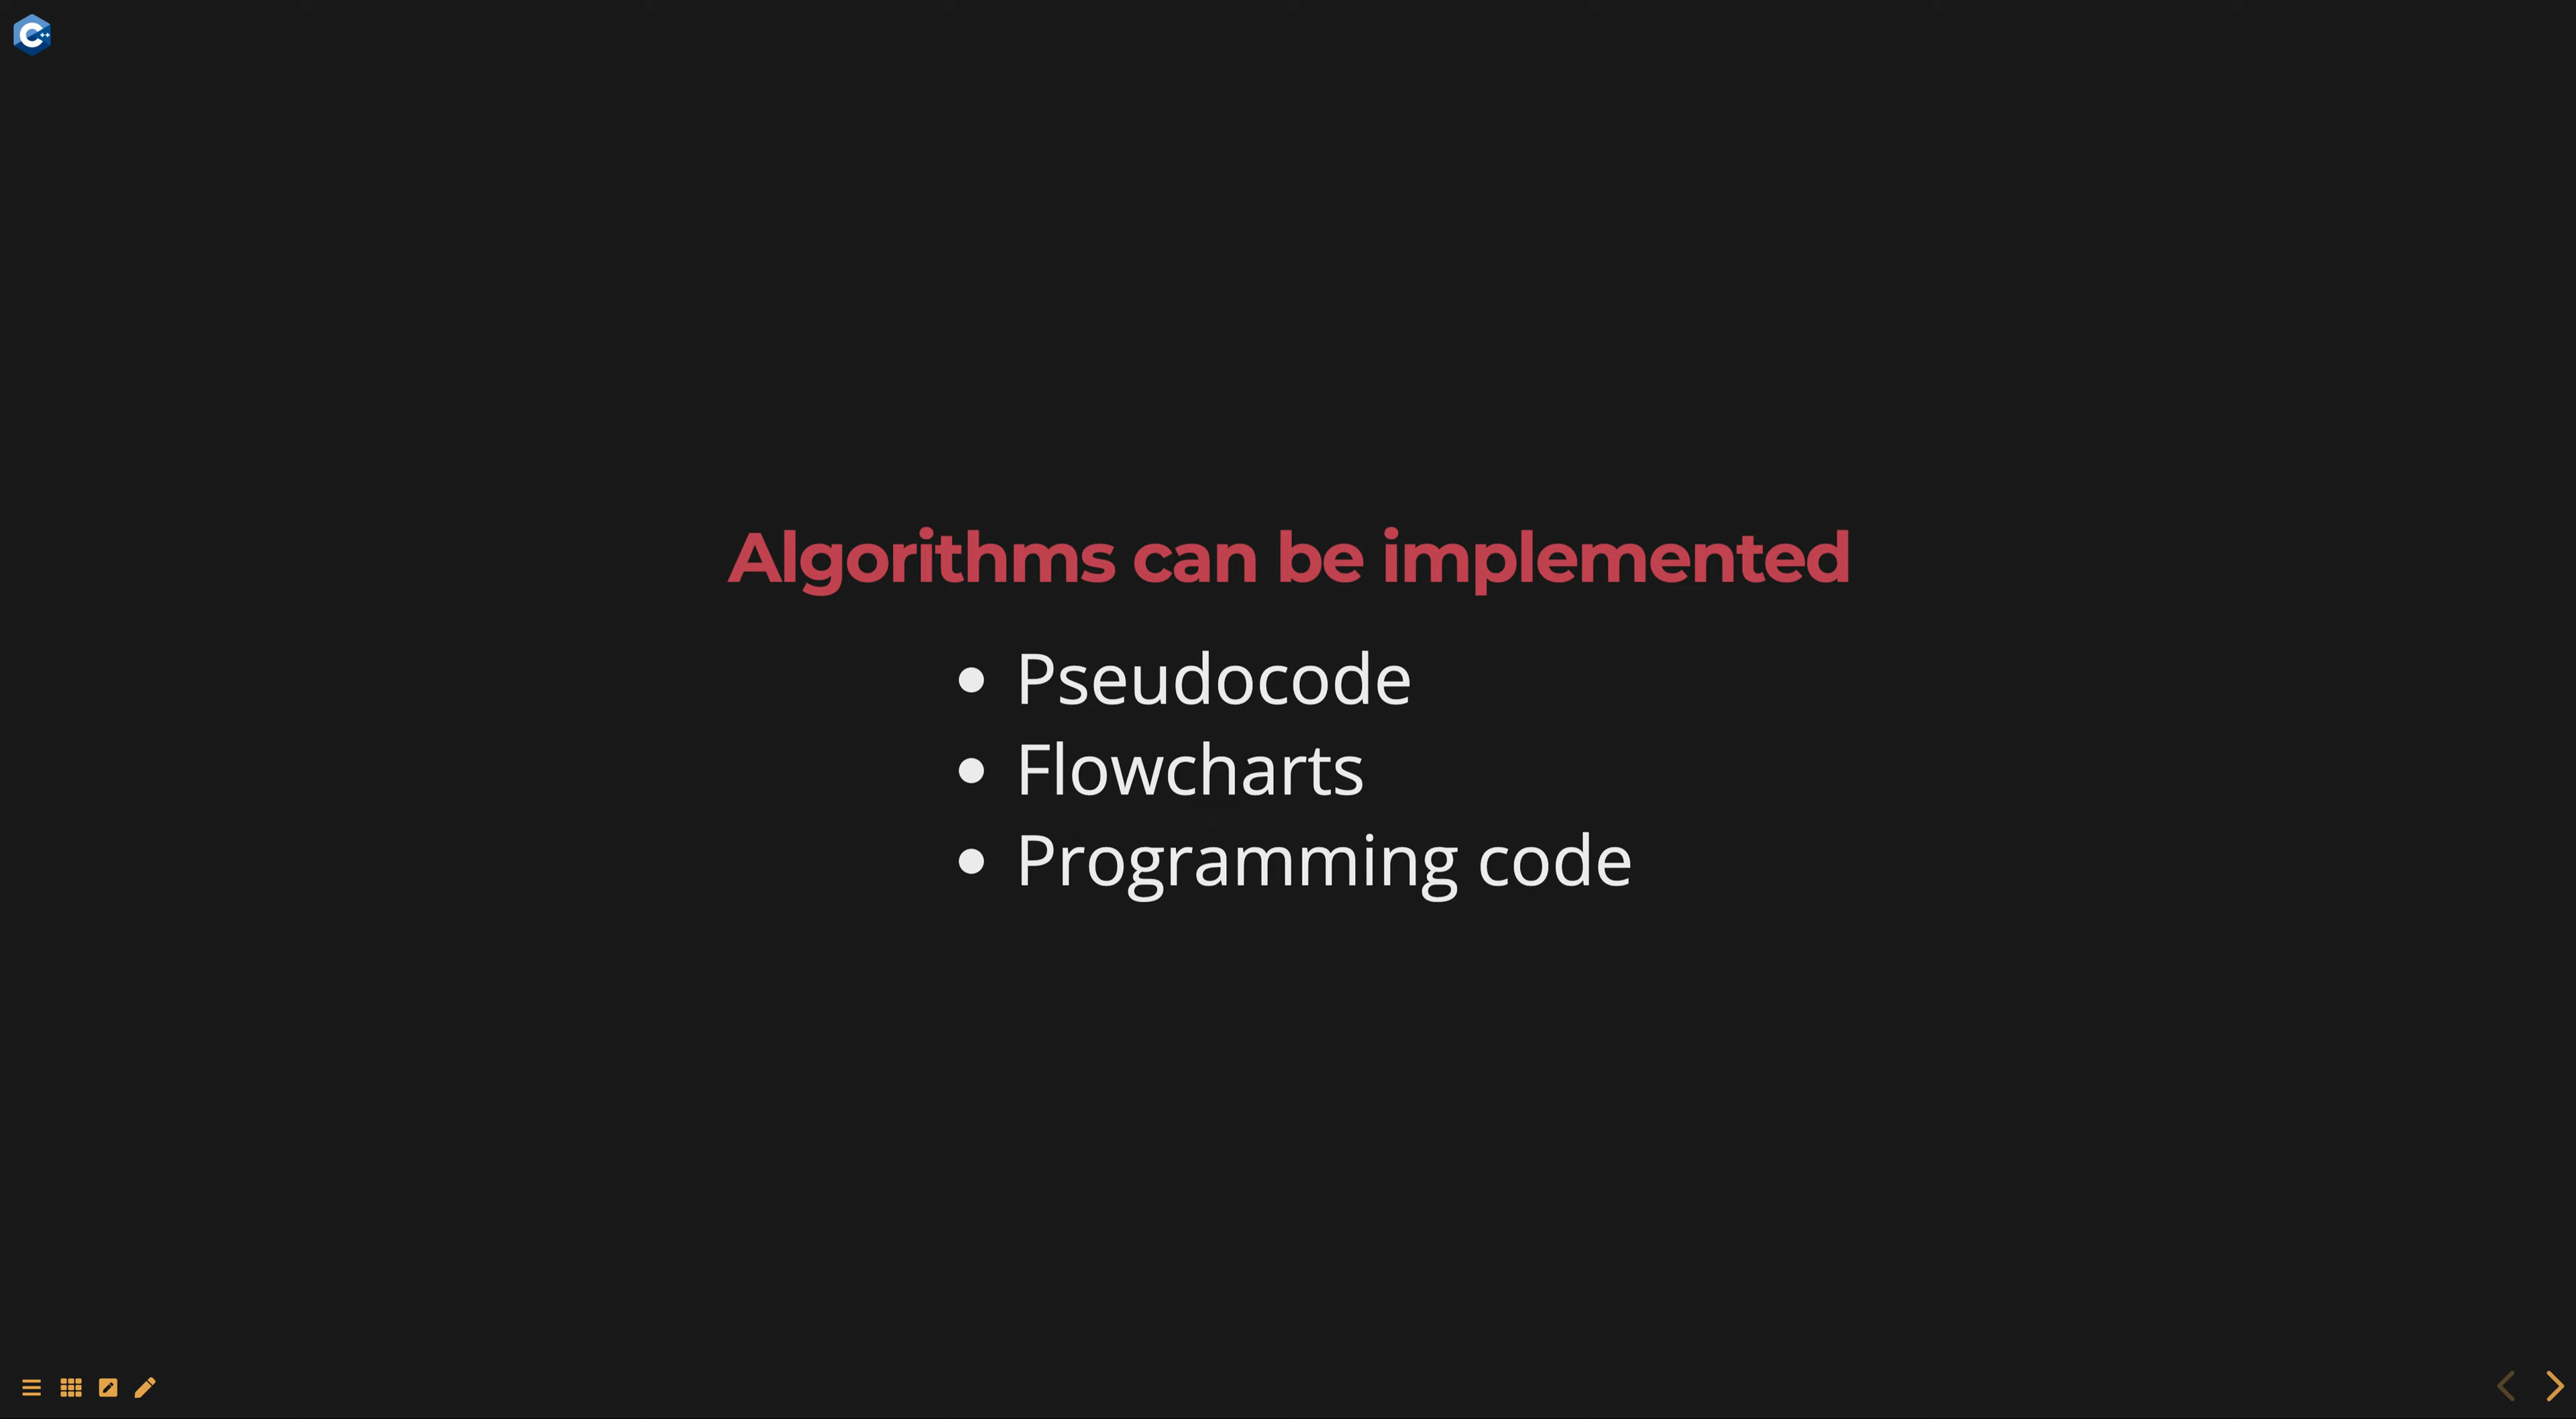 C++
Algorithms can be implemented
Pseudocode
Flowcharts
Programming code